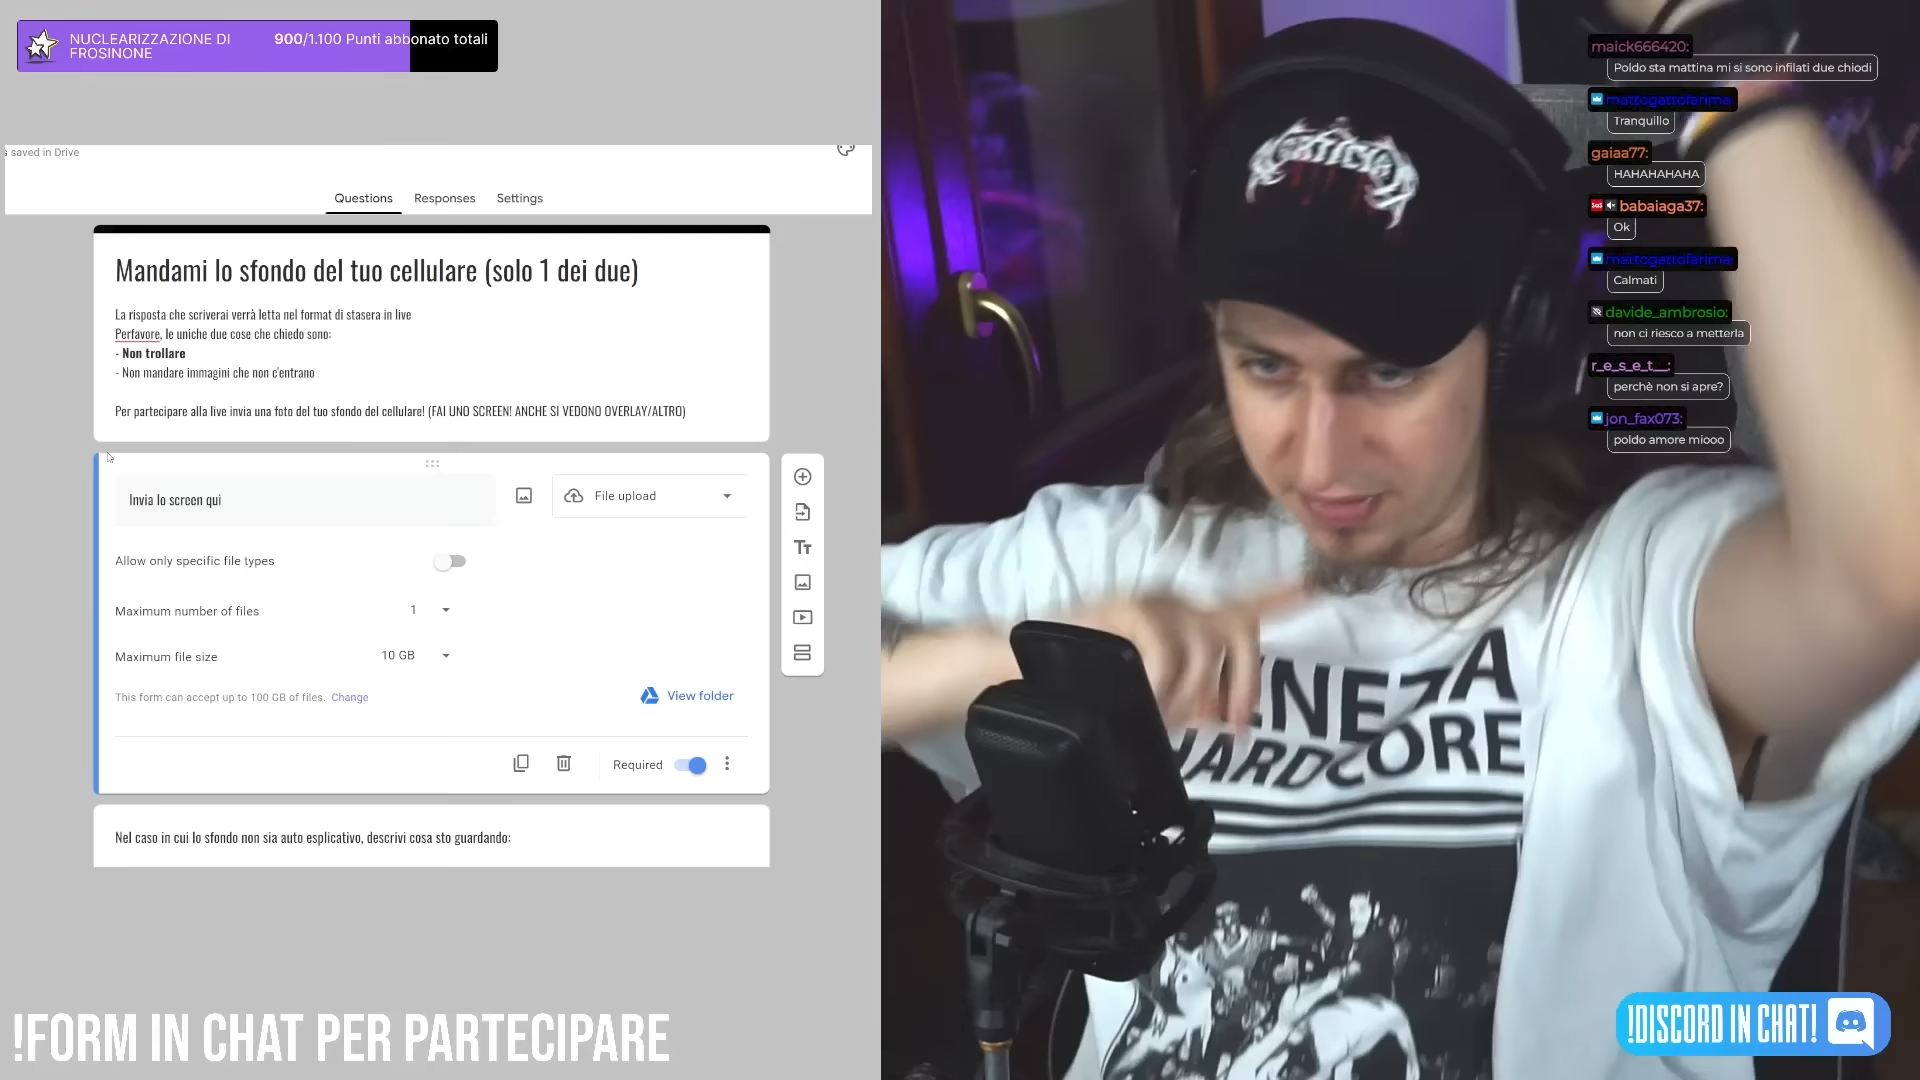 NUCLEARIZZAZIONE DI
FROSINONE
900/1.100 Punti abbonato totali
s saved in Drive
Questions Responses Settings
Mandami lo sfondo del tuo cellulare (solo 1 dei due)
La risposta che scriverai verrà letta nel format di stasera in live
Perfavore, le uniche due cose che chiedo sono:
- Non trollare
- Non mandare immagini che non c'entrano
Per partecipare alla live invia una foto del tuo sfondo del cellulare! (FAI UNO SCREEN! ANCHE SI VEDONO OVERLAY/ALTRO)
Invia lo screen qui
File upload
Allow only specific file types
Maximum number of files 1
Maximum file size 10 GB
This form can accept up to 100 GB of files. Change
View folder
Required
Nel caso in cui lo sfondo non sia auto esplicativo, descrivi cosa sto guardando:
!FORM IN CHAT PER PARTECIPARE
maick666420:
Poldo sta mattina mi si sono infilati due chiodi
mattogattofarima
Tranquillo
gaiaa77:
HAHAHAHAHA
babaiaga37:
Ok
mattogattofarima
Calmati
davide_ambrosio:
non ci riesco a metterla
r_e_s_e_t__:
perchè non si apre?
jon_fax073:
poldo amore miooo
NEZA
HARDCORE
!DISCORD IN CHAT!